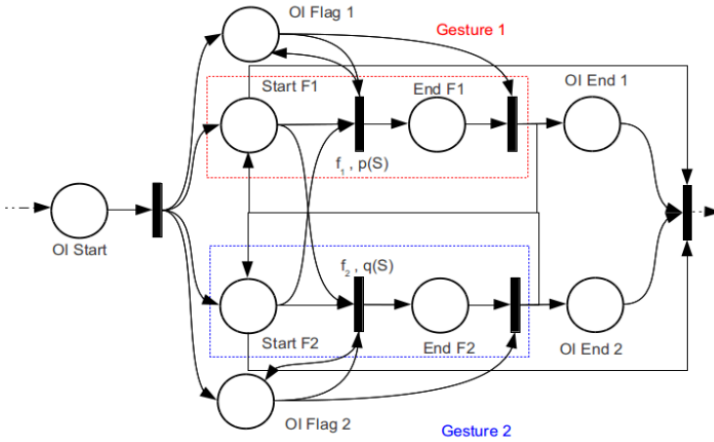 OI Flag 1
Gesture 1
Start F1
End F1
OI End 1
f1 , p(S)
OI Start
f2 , q(S)
Start F2
End F2
OI End 2
OI Flag 2
Gesture 2